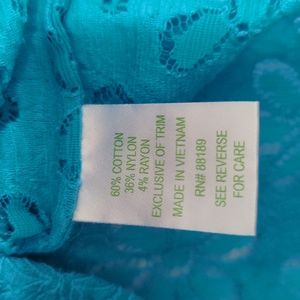 60% COTTON
36% NYLON
4% RAYON
EXCLUSIVE OF TRIM
MADE IN VIETNAM
RN# 88189
SEE REVERSE
FOR CARE